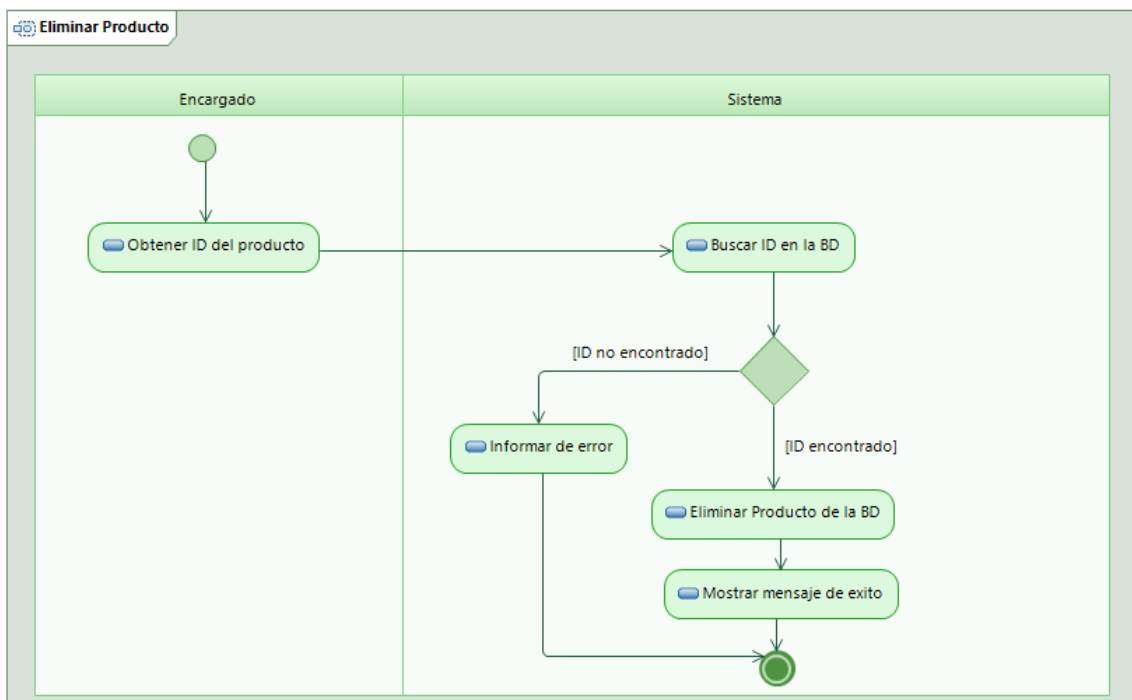 Eliminar Producto
Encargado
Sistema
Obtener ID del producto
Buscar ID en la BD
[ID no encontrado]
Informar de error
[ID encontrado]
Eliminar Producto de la BD
Mostrar mensaje de exito